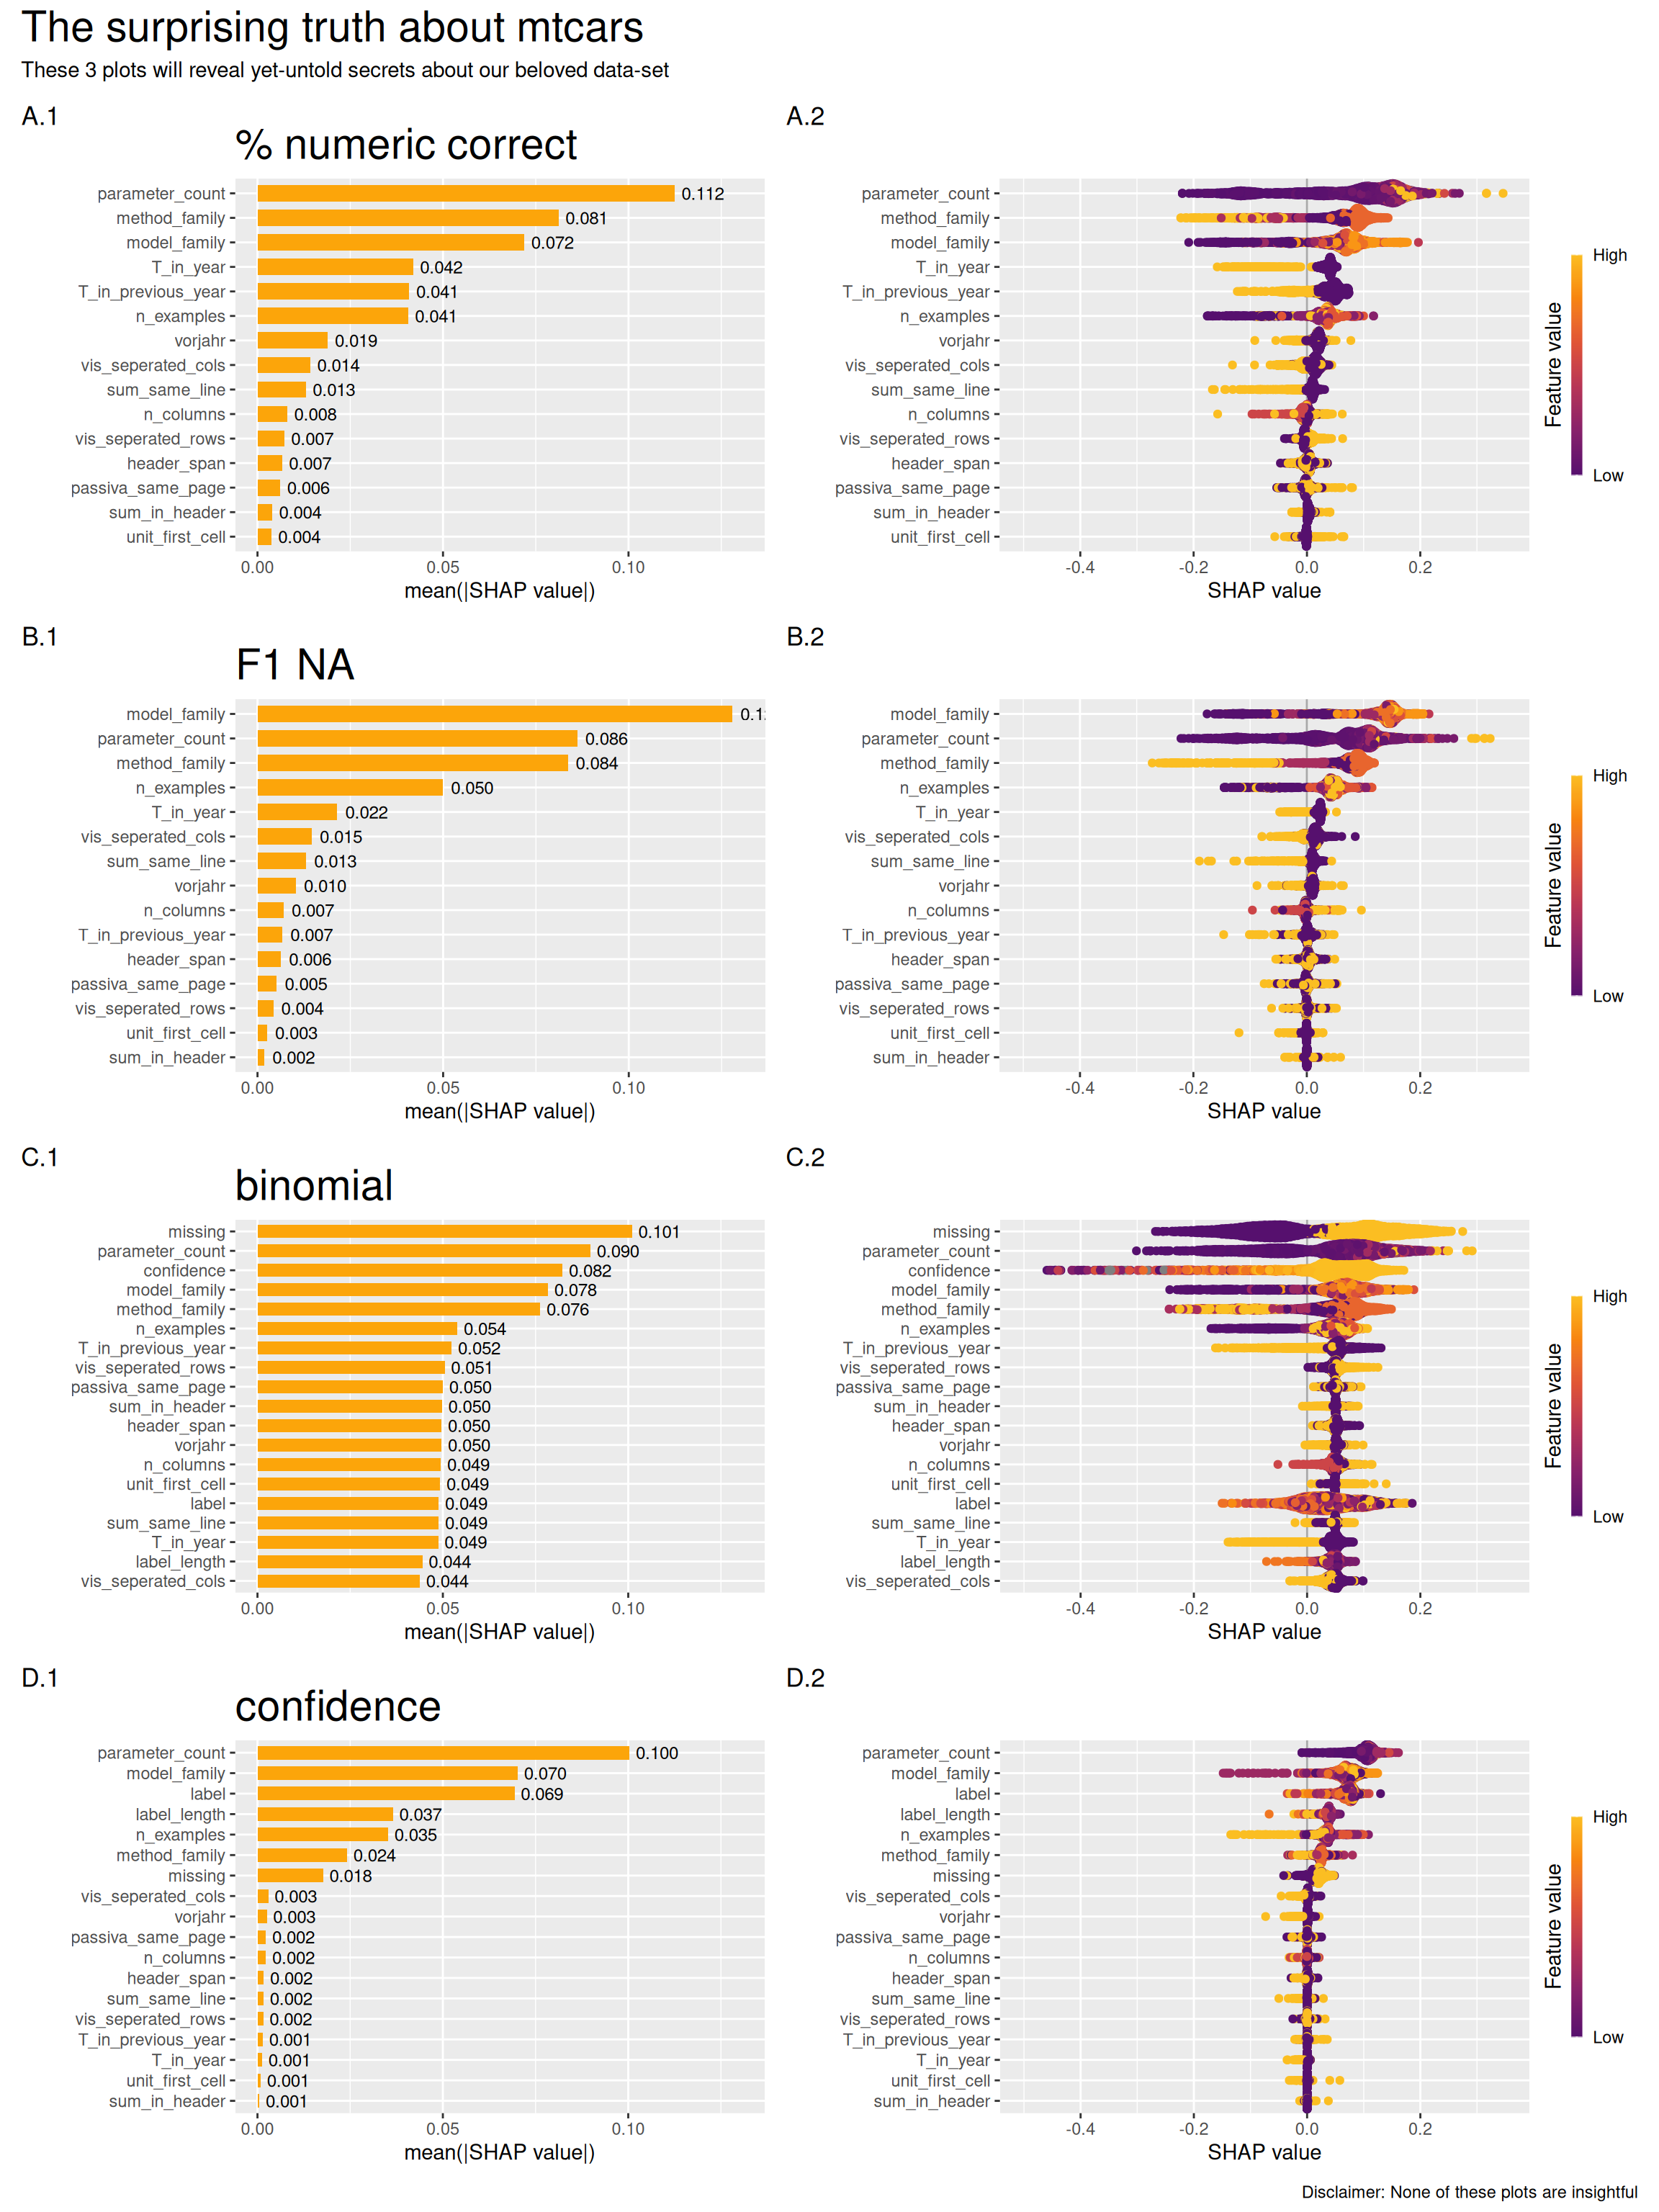 The surprising truth about mtcars
These 3 plots will reveal yet-untold secrets about our beloved data-set
A.1
% numeric correct
parameter_count 0.112
method_family 0.081
model_family 0.072
T_in_year 0.042
T_in_previous_year 0.041
n_examples 0.041
vorjahr 0.019
vis_seperated_cols 0.014
sum_same_line 0.013
n_columns 0.008
vis_seperated_rows 0.007
header_span 0.007
passiva_same_page 0.006
sum_in_header 0.004
unit_first_cell 0.004
0.00 0.05 0.10
mean(|SHAP value|)
A.2
parameter_count
method_family
model_family
T_in_year
T_in_previous_year
n_examples
vorjahr
vis_seperated_cols
sum_same_line
n_columns
vis_seperated_rows
header_span
passiva_same_page
sum_in_header
unit_first_cell
-0.4 -0.2 0.0 0.2
SHAP value
Feature value
High
Low
B.1
F1 NA
model_family
parameter_count 0.086
method_family 0.084
n_examples 0.050
T_in_year 0.022
vis_seperated_cols 0.015
sum_same_line 0.013
vorjahr 0.010
n_columns 0.007
T_in_previous_year 0.007
header_span 0.006
passiva_same_page 0.005
vis_seperated_rows 0.004
unit_first_cell 0.003
sum_in_header 0.002
0.00 0.05 0.10
mean(|SHAP value|)
B.2
model_family
parameter_count
method_family
n_examples
T_in_year
vis_seperated_cols
sum_same_line
vorjahr
n_columns
T_in_previous_year
header_span
passiva_same_page
vis_seperated_rows
unit_first_cell
sum_in_header
-0.4 -0.2 0.0 0.2
SHAP value
Feature value
High
Low
C.1
binomial
missing 0.101
parameter_count 0.090
confidence 0.082
model_family 0.078
method_family 0.076
n_examples 0.054
T_in_previous_year 0.052
vis_seperated_rows 0.051
passiva_same_page 0.050
sum_in_header 0.050
header_span 0.050
vorjahr 0.050
n_columns 0.049
unit_first_cell 0.049
label 0.049
sum_same_line 0.049
T_in_year 0.049
label_length 0.044
vis_seperated_cols 0.044
0.00 0.05 0.10
mean(|SHAP value|)
C.2
missing
parameter_count
confidence
model_family
method_family
n_examples
T_in_previous_year
vis_seperated_rows
passiva_same_page
sum_in_header
header_span
vorjahr
n_columns
unit_first_cell
label
sum_same_line
T_in_year
label_length
vis_seperated_cols
-0.4 -0.2 0.0 0.2
SHAP value
Feature value
High
Low
D.1
confidence
parameter_count 0.100
model_family 0.070
label 0.069
label_length 0.037
n_examples 0.035
method_family 0.024
missing 0.018
vis_seperated_cols 0.003
vorjahr 0.003
passiva_same_page 0.002
n_columns 0.002
header_span 0.002
sum_same_line 0.002
vis_seperated_rows 0.002
T_in_previous_year 0.001
T_in_year 0.001
unit_first_cell 0.001
sum_in_header 0.001
0.00 0.05 0.10
mean(|SHAP value|)
D.2
parameter_count
model_family
label
label_length
n_examples
method_family
missing
vis_seperated_cols
vorjahr
passiva_same_page
n_columns
header_span
sum_same_line
vis_seperated_rows
T_in_previous_year
T_in_year
unit_first_cell
sum_in_header
-0.4 -0.2 0.0 0.2
SHAP value
Feature value
High
Low
Disclaimer: None of these plots are insightful